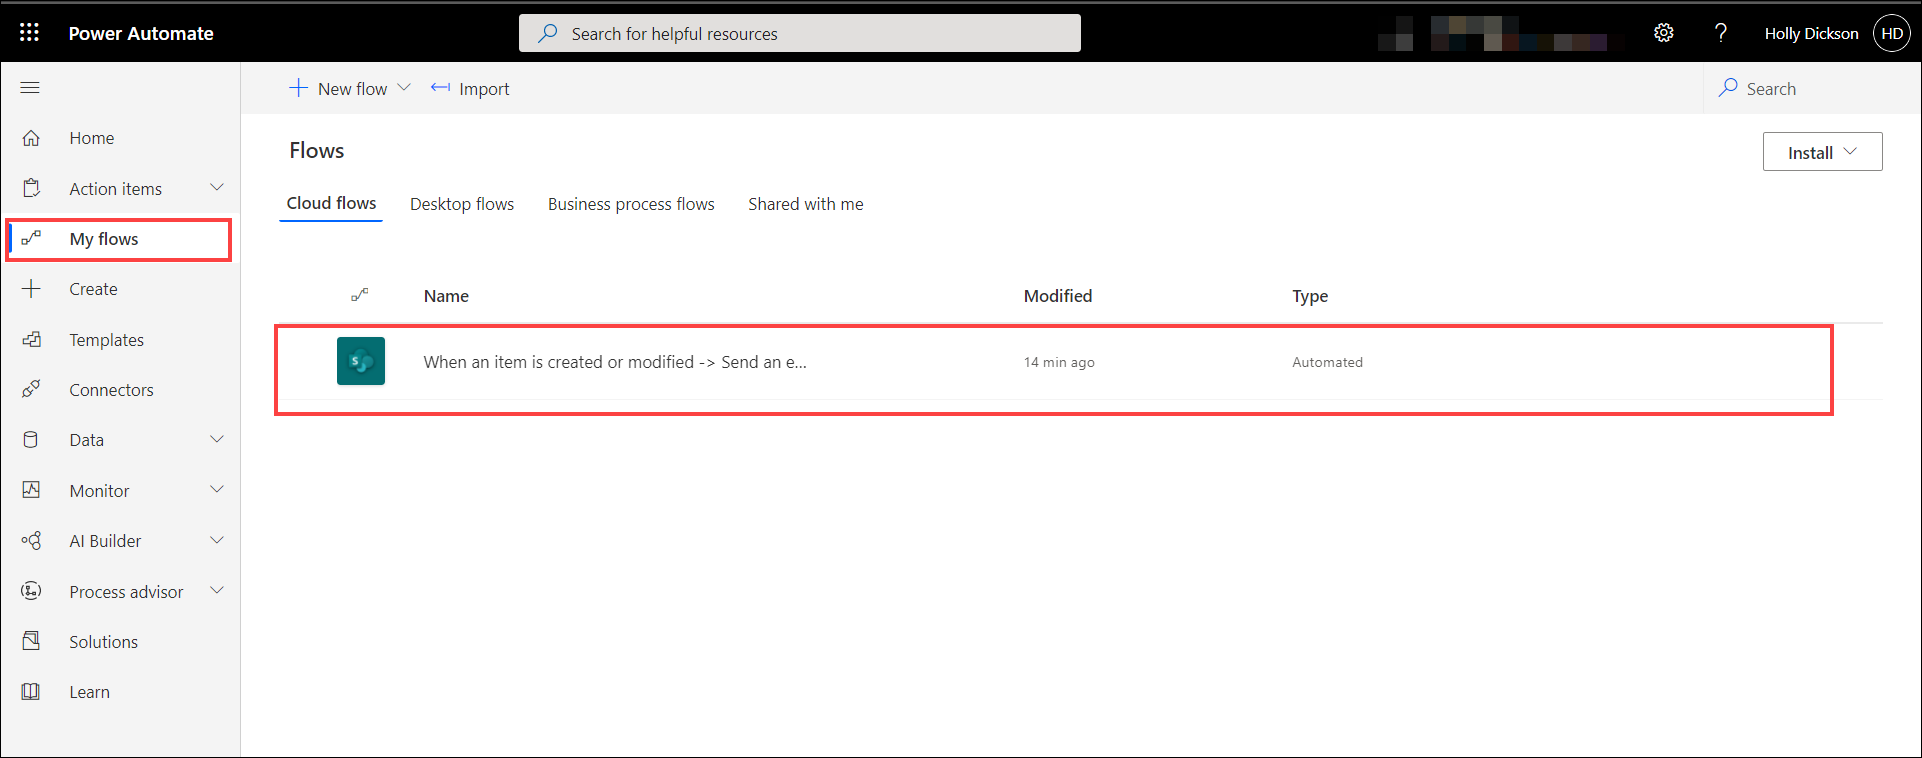 Power Automate
Search for helpful resources
?
Holly Dickson
HD
New flow
Import
Search
Home
Action items
My flows
Create
Templates
Connectors
Data
Monitor
AI Builder
Process advisor
Solutions
Learn
Flows
Install
Cloud flows
Desktop flows
Business process flows
Shared with me
Name
Modified
Type
S
When an item is created or modified -> Send an e...
14 min ago
Automated